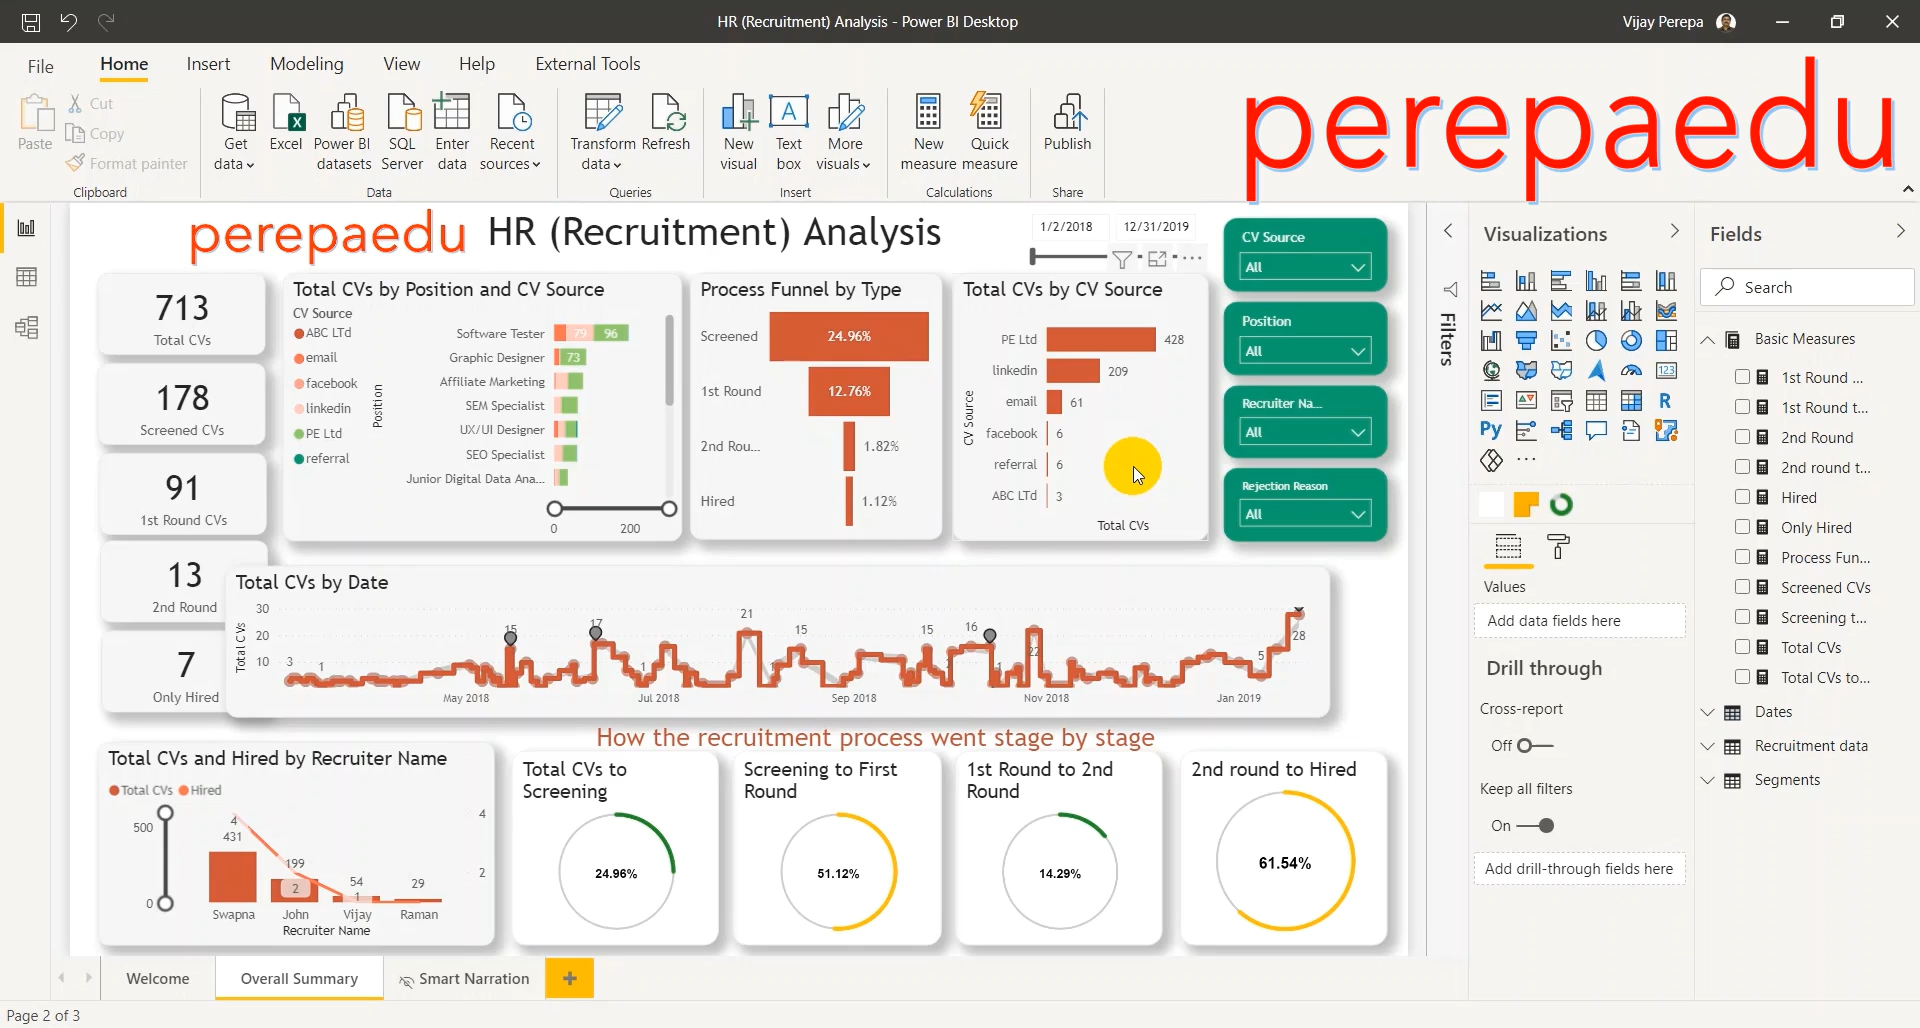 HR (Recruitment) Analysis - Power BI Desktop
Vijay Perepa
File
Home
Insert
Modeling
View
Help
External Tools
Paste
Cut
Copy
Format painter
Clipboard
Get data
Excel
Power BI datasets
SQL Server
Enter data
Recent sources
Data
Transform data
Refresh
Queries
New visual
Text box
More visuals
Insert
New measure
Quick measure
Calculations
Publish
Share
perepaedu
perepaedu
HR (Recruitment) Analysis
1/2/2018
12/31/2019
713
Total CVs
178
Screened CVs
91
1st Round CVs
13
2nd Round
7
Only Hired
Total CVs by Position and CV Source
CV Source
ABC LTd
email
facebook
linkedin
PE Ltd
referral
Position
Software Tester
79
96
Graphic Designer
73
Affiliate Marketing
SEM Specialist
UX/UI Designer
SEO Specialist
Junior Digital Data Ana...
0
200
Process Funnel by Type
Screened
24.96%
1st Round
12.76%
2nd Rou...
1.82%
Hired
1.12%
Total CVs by CV Source
CV Source
PE Ltd
428
linkedin
209
email
61
facebook
6
referral
6
ABC LTd
3
Total CVs
CV Source
All
Position
All
Recruiter Na...
All
Rejection Reason
All
Total CVs by Date
Total CVs
30
20
10
3
1
15
17
1
21
15
15
16
1
22
5
28
May 2018
Jul 2018
Sep 2018
Nov 2018
Jan 2019
How the recruitment process went stage by stage
Total CVs and Hired by Recruiter Name
Total CVs
Hired
500
0
4
431
199
2
54
1
29
4
2
Swapna
John
Vijay
Raman
Recruiter Name
Total CVs to
Screening
24.96%
Screening to First
Round
51.12%
1st Round to 2nd
Round
14.29%
2nd round to Hired
61.54%
Filters
Visualizations
123
R
Py
Values
Add data fields here
Drill through
Cross-report
Off
Keep all filters
On
Add drill-through fields here
Fields
Search
Basic Measures
1st Round ...
1st Round t...
2nd Round
2nd round t...
Hired
Only Hired
Process Fun...
Screened CVs
Screening t...
Total CVs
Total CVs to...
Dates
Recruitment data
Segments
Welcome
Overall Summary
Smart Narration
Page 2 of 3